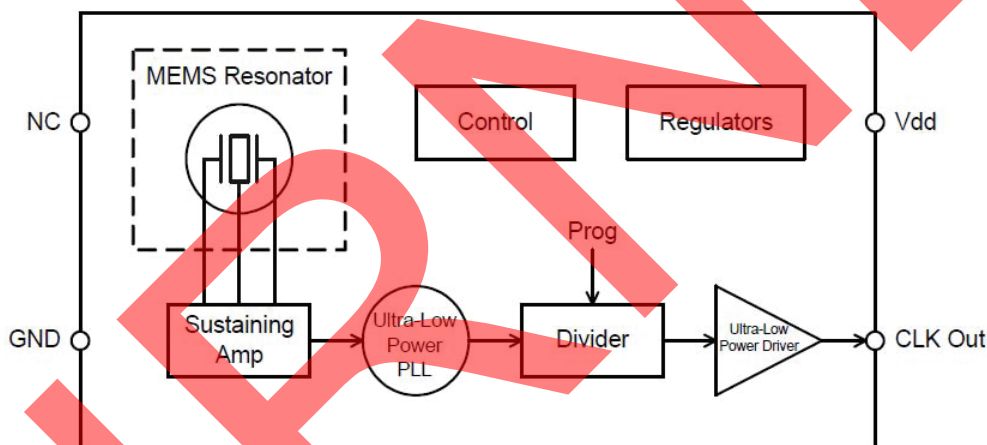 MEMS Resonator
NC
Control
Regulators
Vdd
Prog
GND
Sustaining
Amp
Ultra-Low
Power
PLL
Divider
Ultra-Low
Power Driver
CLK Out